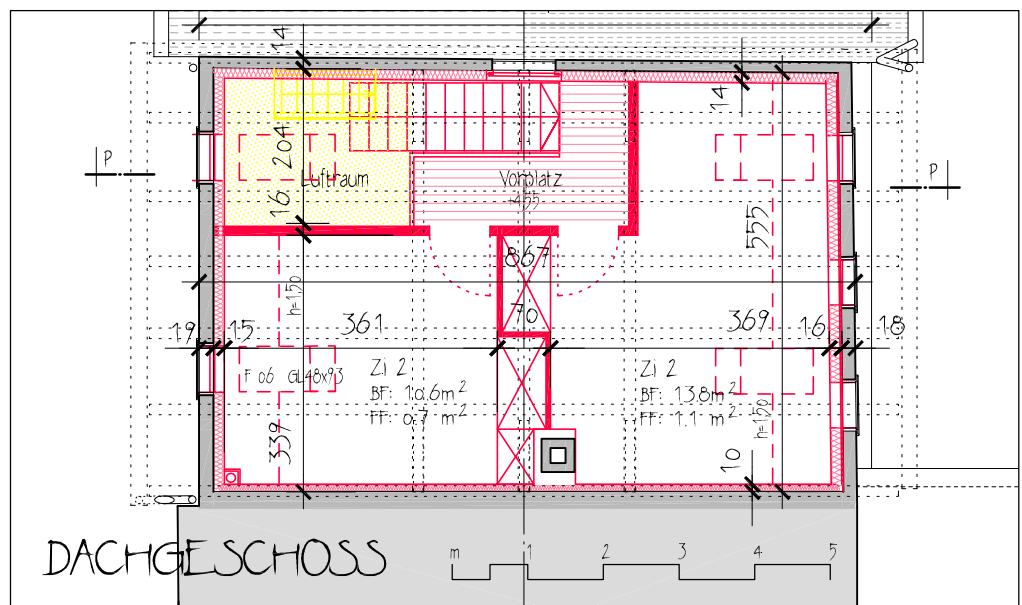 14
14
P
204
Luftraum
Vorplatz
+455
P
16
555
867
h=1.50
19
15
361
70
369
16
18
Zi 2
BF: 10.6m²
FF: 0.7 m²
Zi 2
BF: 13.8m²
FF: 1.1 m²
F 06 GL48x93
h=1.50
339
10
DACHGESCHOSS
m 1 2 3 4 5